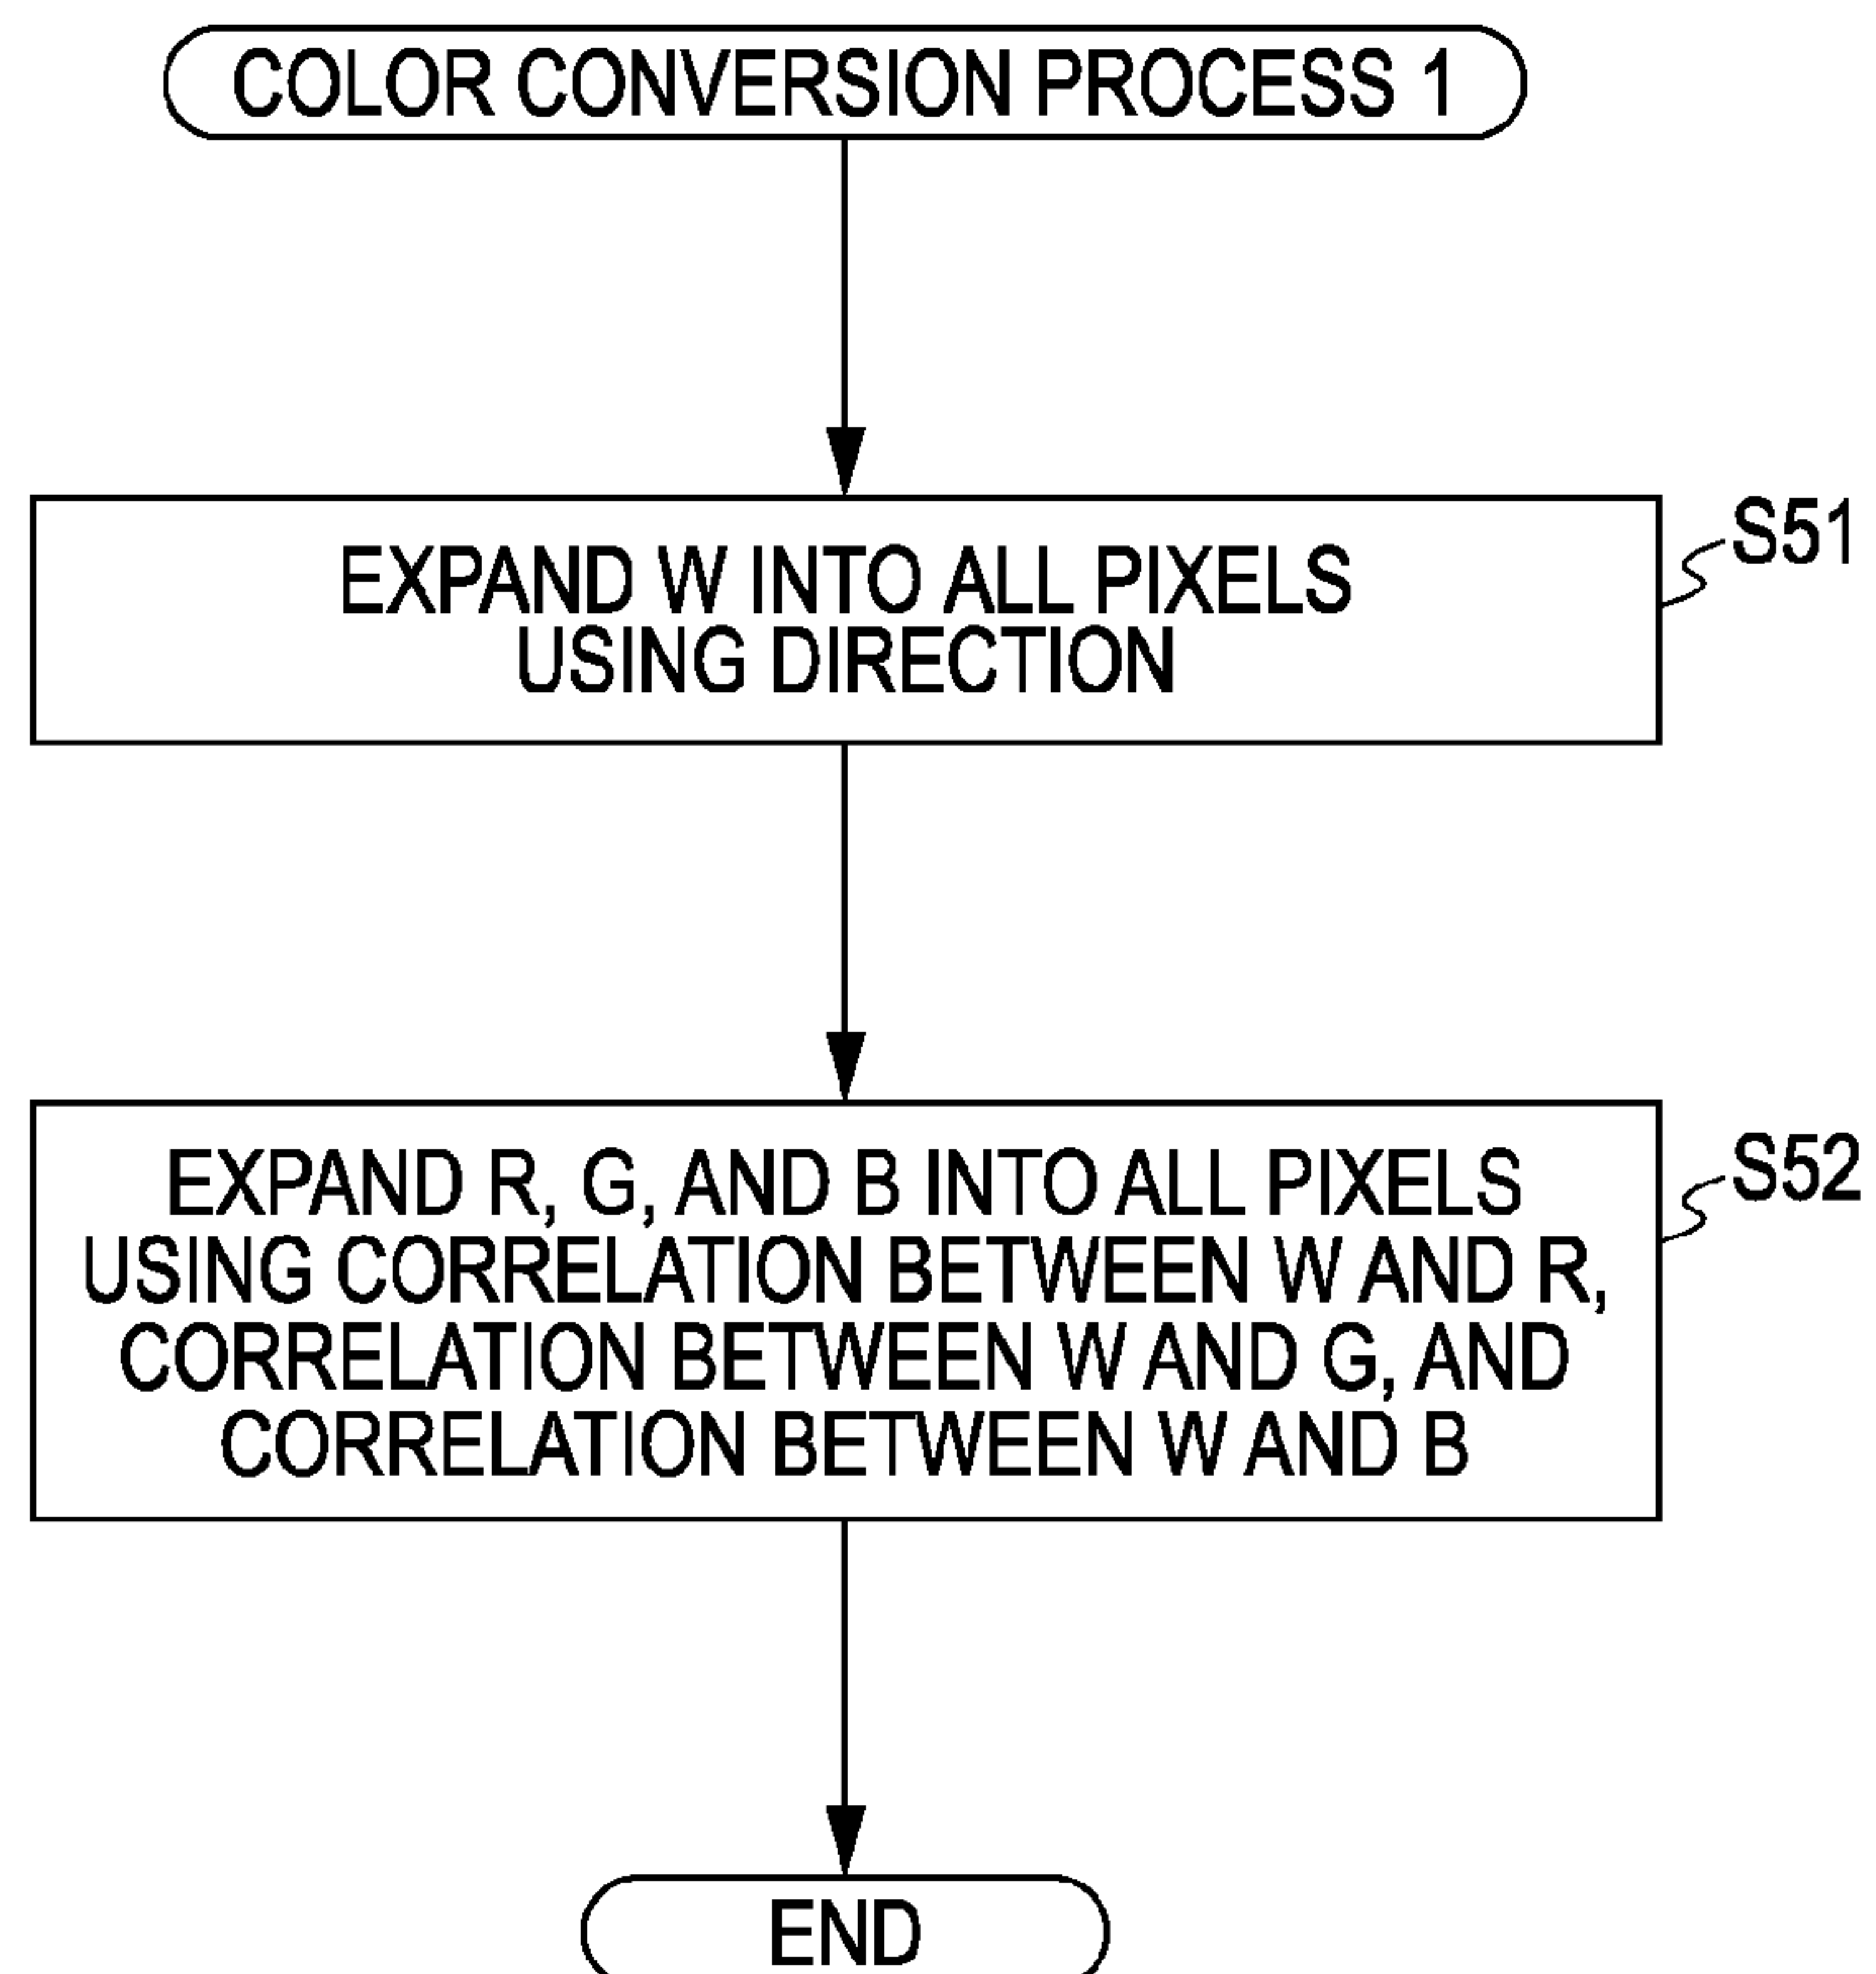 COLOR CONVERSION PROCESS 1
S51
EXPAND W INTO ALL PIXELS
USING DIRECTION
S52
EXPAND R, G, AND B INTO ALL PIXELS
USING CORRELATION BETWEEN W AND R,
CORRELATION BETWEEN W AND G, AND
CORRELATION BETWEEN W AND B
END